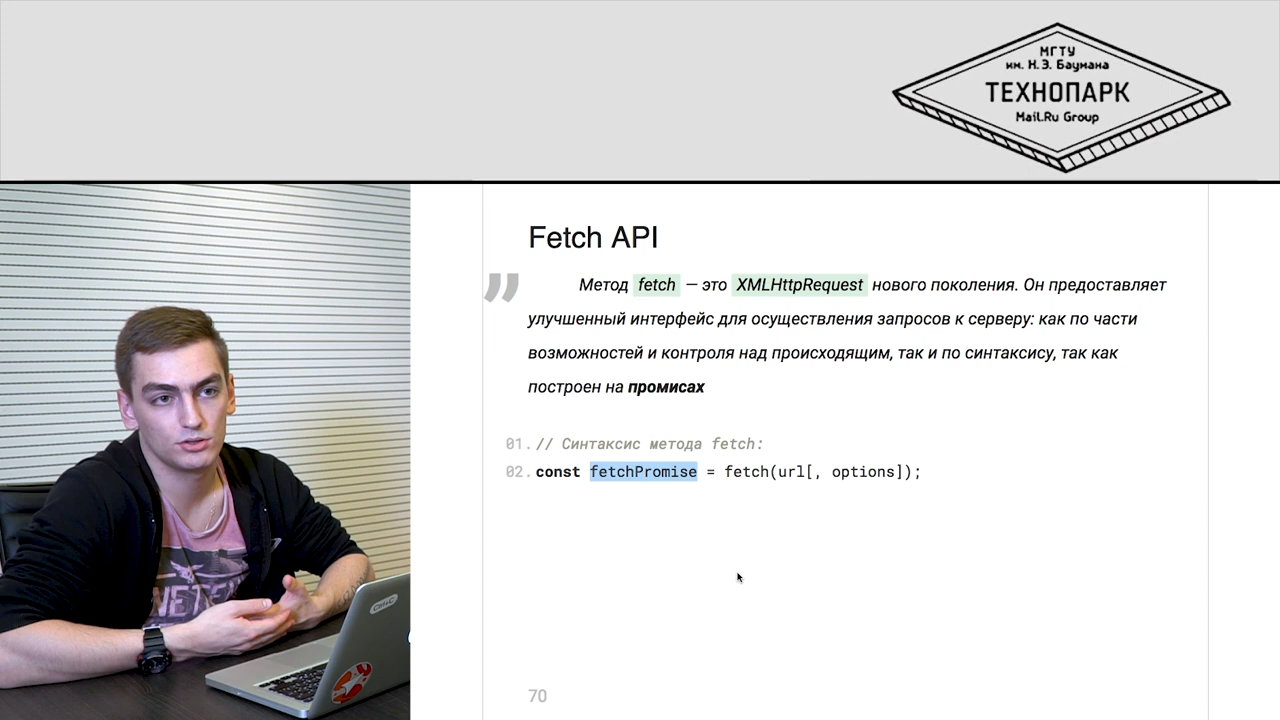 МГТУ
им. Н.Э. Баумана
ТЕХНОПАРК
Mail.Ru Group
Fetch API
Метод fetch — это XMLHttpRequest нового поколения. Он предоставляет
улучшенный интерфейс для осуществления запросов к серверу: как по части
возможностей и контроля над происходящим, так и по синтаксису, так как
построен на промисах
01. // Синтаксис метода fetch:
02. const fetchPromise = fetch(url[, options]);
70